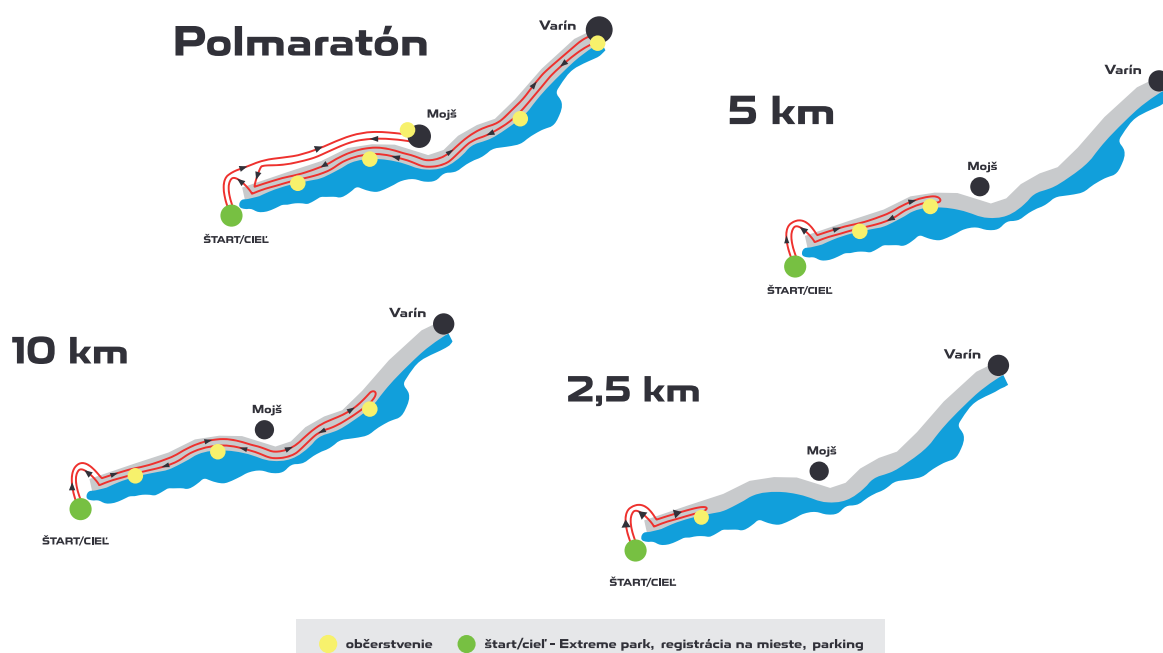 Polmaratón
Varín
Mojš
ŠTART/CIEĽ
5 km
Varín
Mojš
ŠTART/CIEĽ
10 km
Varín
Mojš
ŠTART/CIEĽ
2,5 km
Varín
Mojš
ŠTART/CIEĽ
občerstvenie
štart/cieľ - Extreme park, registrácia na mieste, parking